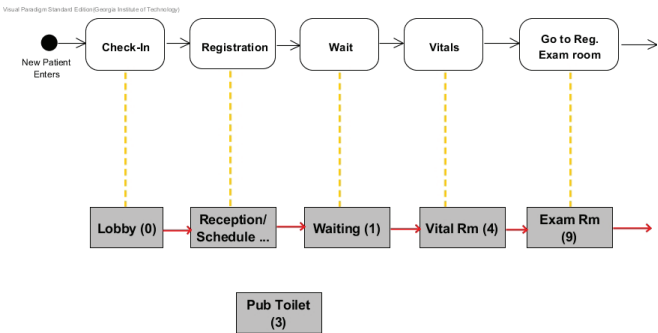 Visual Paradigm Standard Edition(Georgia Institute of Technology)
New Patient
Enters
Check-In
Registration
Wait
Vitals
Go to Reg.
Exam room
Lobby (0)
Reception/
Schedule ...
Waiting (1)
Vital Rm (4)
Exam Rm
(9)
Pub Toilet
(3)